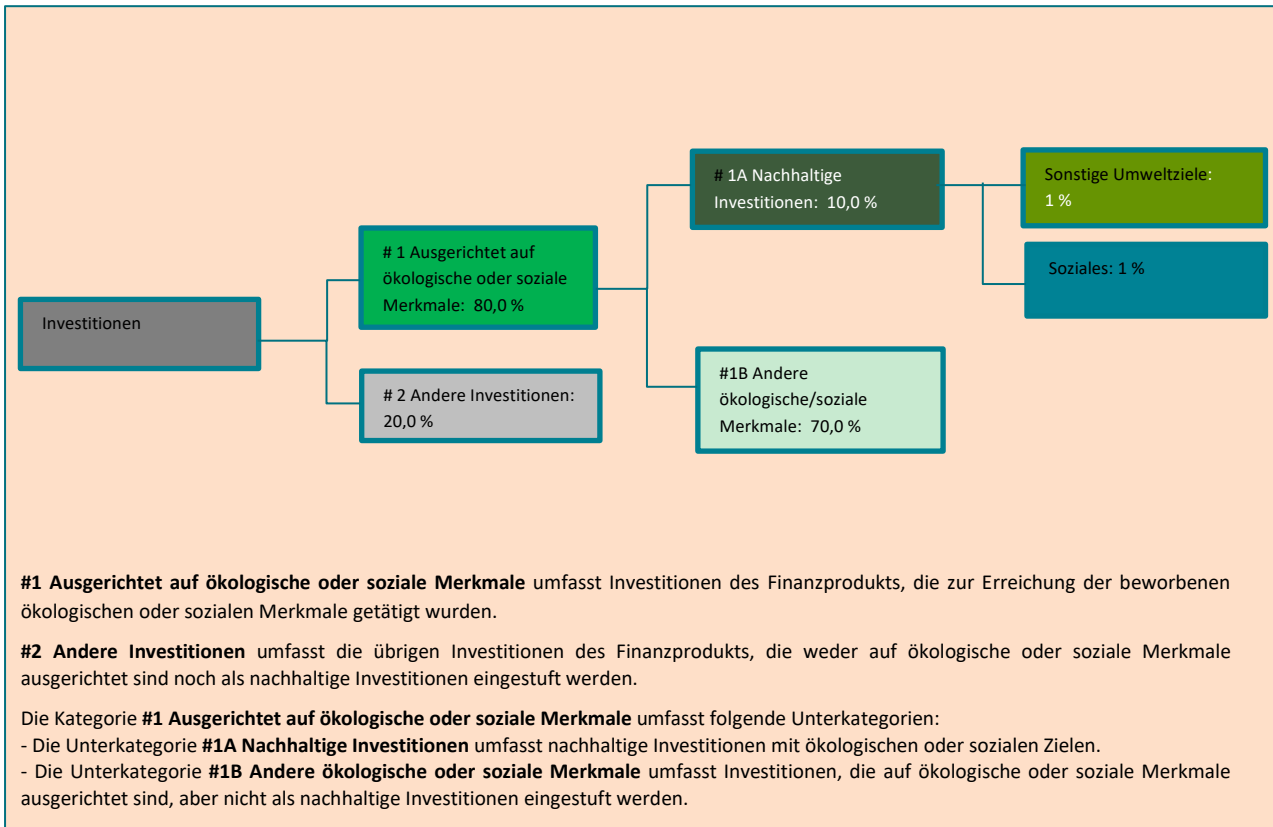 Investitionen
# 1 Ausgerichtet auf
ökologische oder soziale
Merkmale: 80,0 %
# 2 Andere Investitionen:
20,0 %
# 1A Nachhaltige
Investitionen: 10,0 %
#1B Andere
ökologische/soziale
Merkmale: 70,0 %
Sonstige Umweltziele:
1 %
Soziales: 1 %
#1 Ausgerichtet auf ökologische oder soziale Merkmale umfasst Investitionen des Finanzprodukts, die zur Erreichung der beworbenen
ökologischen oder sozialen Merkmale getätigt wurden.
#2 Andere Investitionen umfasst die übrigen Investitionen des Finanzprodukts, die weder auf ökologische oder soziale Merkmale
ausgerichtet sind noch als nachhaltige Investitionen eingestuft werden.
Die Kategorie #1 Ausgerichtet auf ökologische oder soziale Merkmale umfasst folgende Unterkategorien:
- Die Unterkategorie #1A Nachhaltige Investitionen umfasst nachhaltige Investitionen mit ökologischen oder sozialen Zielen.
- Die Unterkategorie #1B Andere ökologische oder soziale Merkmale umfasst Investitionen, die auf ökologische oder soziale Merkmale
ausgerichtet sind, aber nicht als nachhaltige Investitionen eingestuft werden.